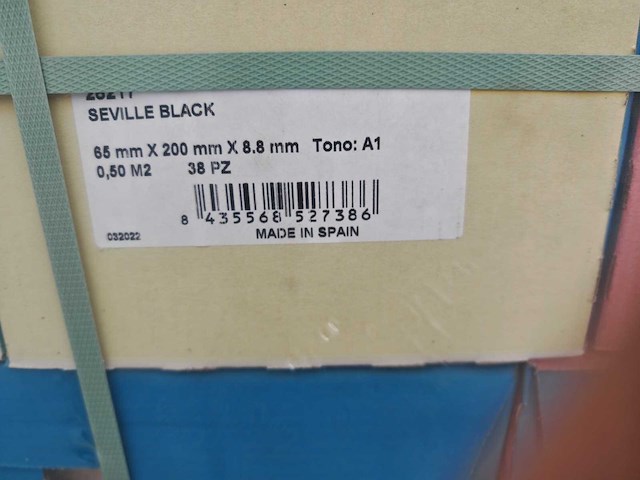 SEVILLE BLACK
65 mm X 200 mm X 8.8 mm Tono: A1
0,50 M2 38 PZ
8 435568 527386
032022
MADE IN SPAIN